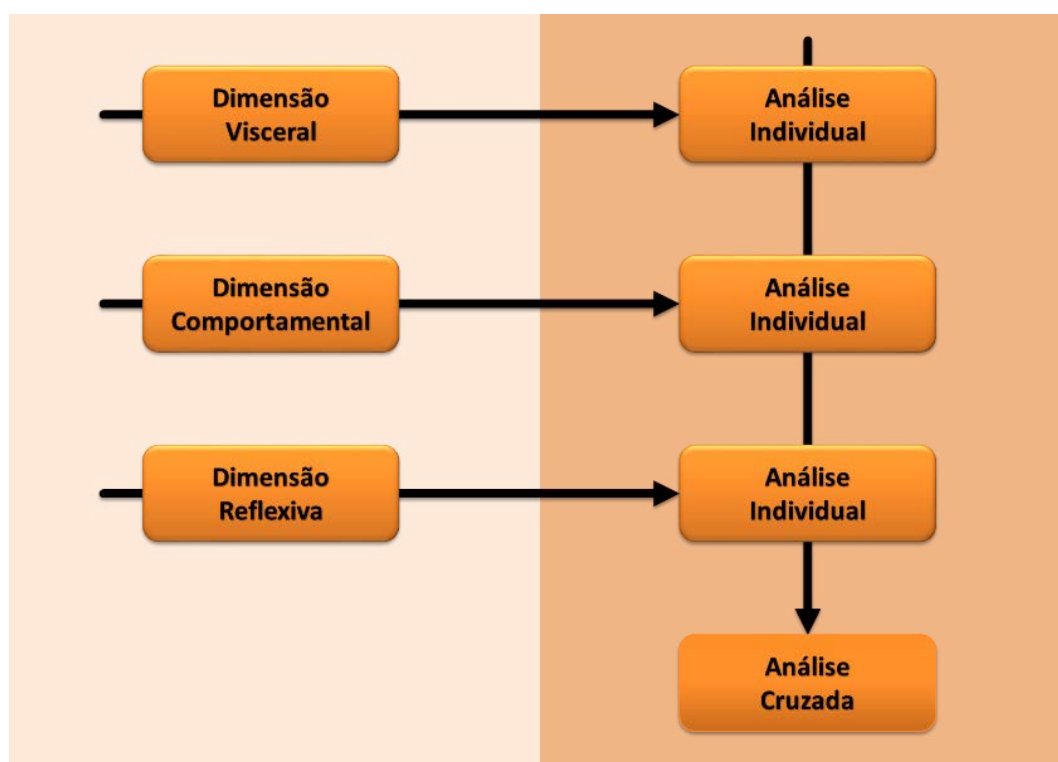 Dimensão
Visceral
Análise
Individual
Dimensão
Comportamental
Análise
Individual
Dimensão
Reflexiva
Análise
Individual
Análise
Cruzada